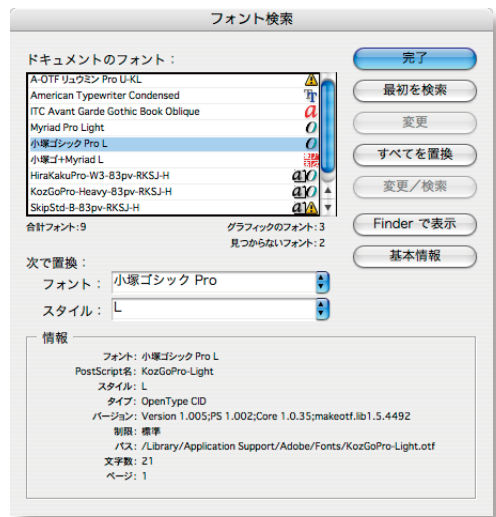 フォント検索
ドキュメントのフォント：
A-OTF リュウミン Pro U-KL
American Typewriter Condensed
ITC Avant Garde Gothic Book Oblique
Myriad Pro Light
小塚ゴシック Pro L
小塚ゴ+Myriad L
HiraKakuPro-W3-83pv-RKSJ-H
KozGoPro-Heavy-83pv-RKSJ-H
SkipStd-B-83pv-RKSJ-H
合計フォント：9
グラフィックのフォント：3
見つからないフォント：2
次で置換：
フォント： 小塚ゴシック Pro
スタイル： L
完了
最初を検索
変更
すべてを置換
変更／検索
Finder で表示
基本情報
情報
フォント： 小塚ゴシック Pro L
PostScript名： KozGoPro-Light
スタイル： L
タイプ： OpenType CID
バージョン： Version 1.005;PS 1.002;Core 1.0.35;makeotf.lib1.5.4492
制限： 標準
パス： /Library/Application Support/Adobe/Fonts/KozGoPro-Light.otf
文字数： 21
ページ： 1